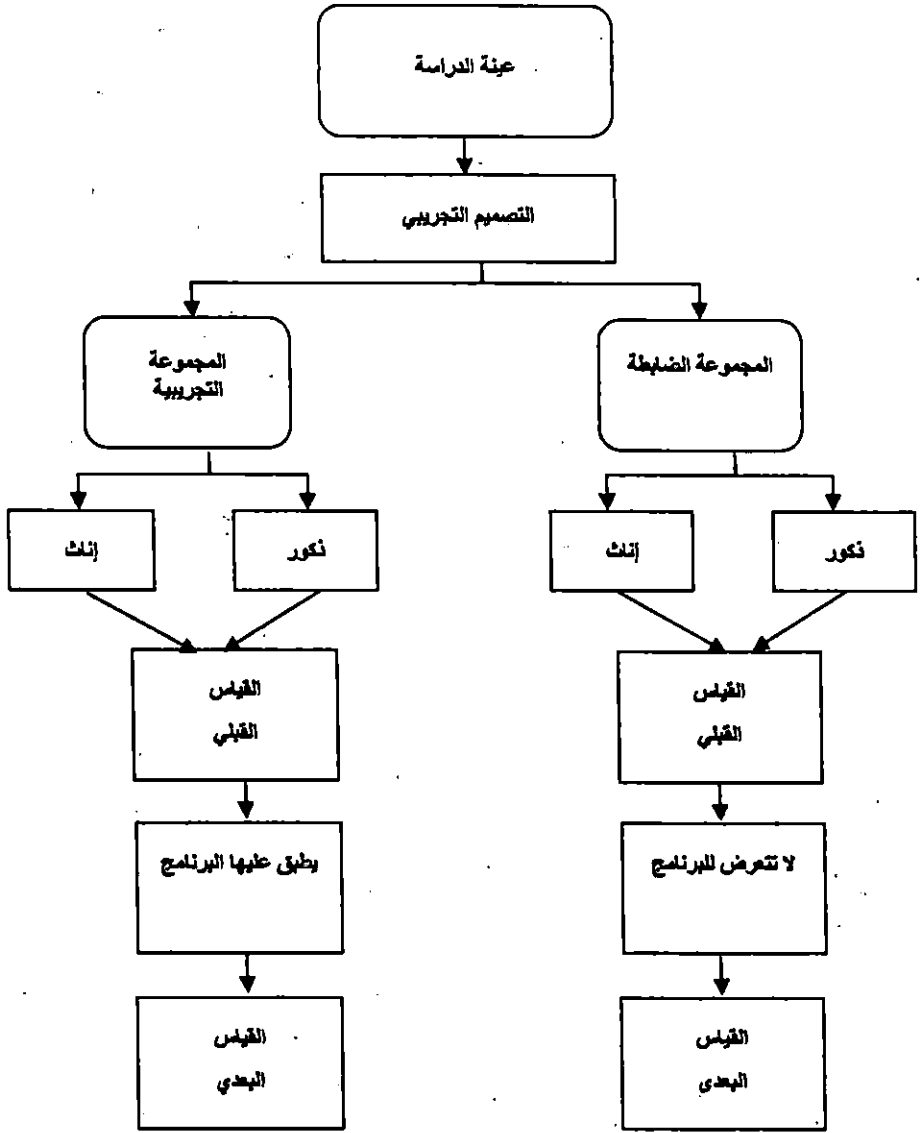 عينة الدراسة
التصميم التجريبي
المجموعة الضابطة
المجموعة
التجريبية
ذكور
إناث
ذكور
إناث
القياس
القبلي
القياس
القبلي
لا تتعرض للبرنامج
يطبق عليها البرنامج
القياس
البعدى
القياس
البعدي